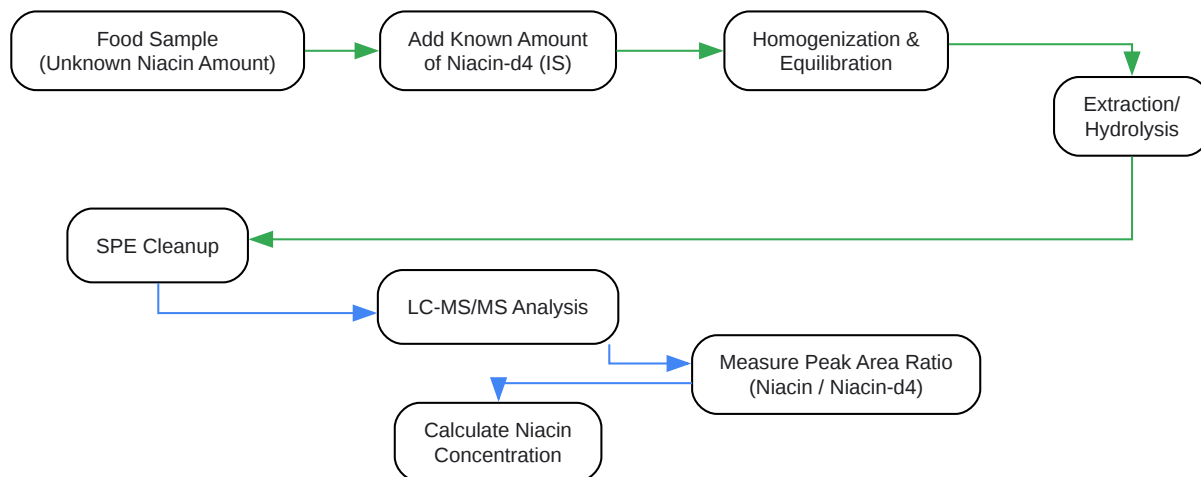 Food Sample
(Unknown Niacin Amount)
Add Known Amount
of Niacin-d4 (IS)
Homogenization &
Equilibration
Extraction/
Hydrolysis
SPE Cleanup
LC-MS/MS Analysis
Measure Peak Area Ratio
(Niacin / Niacin-d4)
Calculate Niacin
Concentration